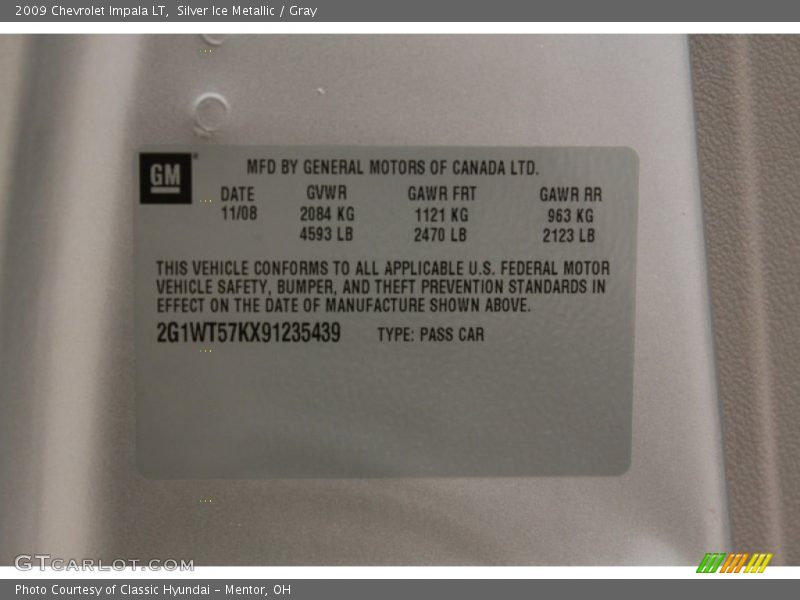 2009 Chevrolet Impala LT, Silver Ice Metallic / Gray
GM
MFD BY GENERAL MOTORS OF CANADA LTD.
DATE GVWR GAWR FRT GAWR RR
11/08 2084 KG 1121 KG 963 KG
4593 LB 2470 LB 2123 LB
THIS VEHICLE CONFORMS TO ALL APPLICABLE U.S. FEDERAL MOTOR
VEHICLE SAFETY, BUMPER, AND THEFT PREVENTION STANDARDS IN
EFFECT ON THE DATE OF MANUFACTURE SHOWN ABOVE.
2G1WT57KX91235439 TYPE: PASS CAR
GTCARLOT.COM
Photo Courtesy of Classic Hyundai - Mentor, OH